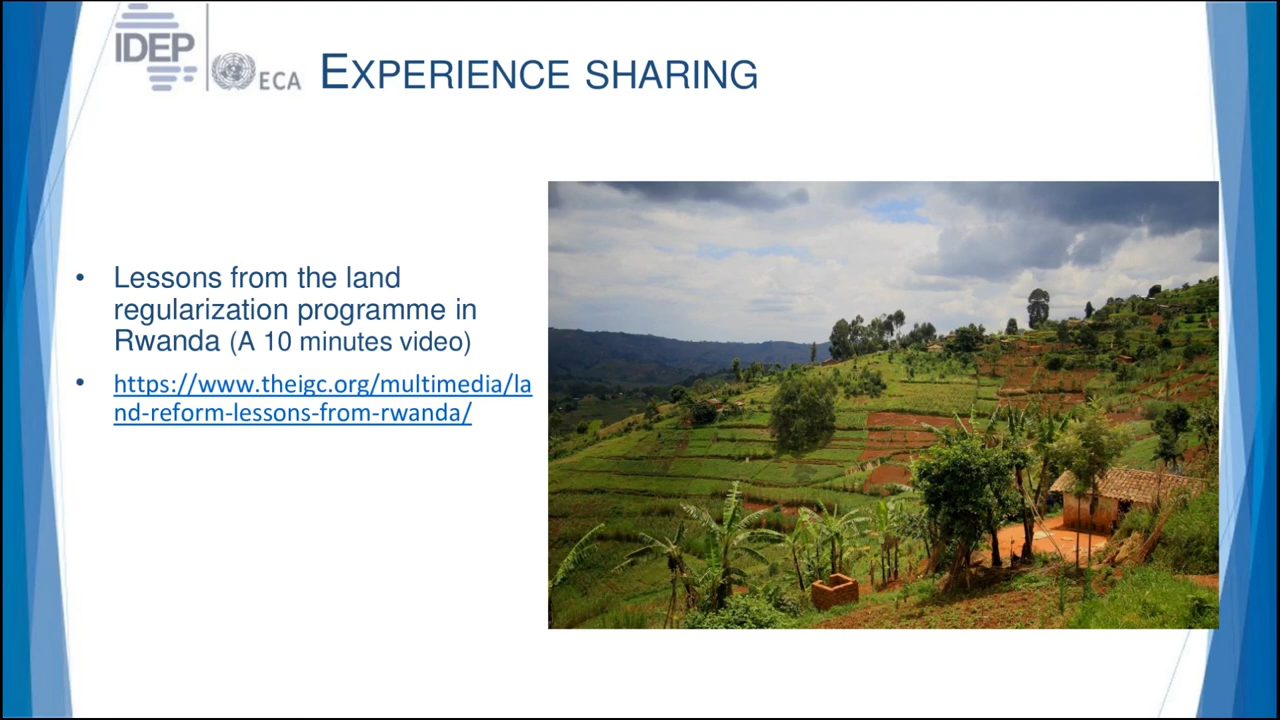 IDEP
ECA
EXPERIENCE SHARING
• Lessons from the land
regularization programme in
Rwanda (A 10 minutes video)
• https://www.theigc.org/multimedia/la
nd-reform-lessons-from-rwanda/